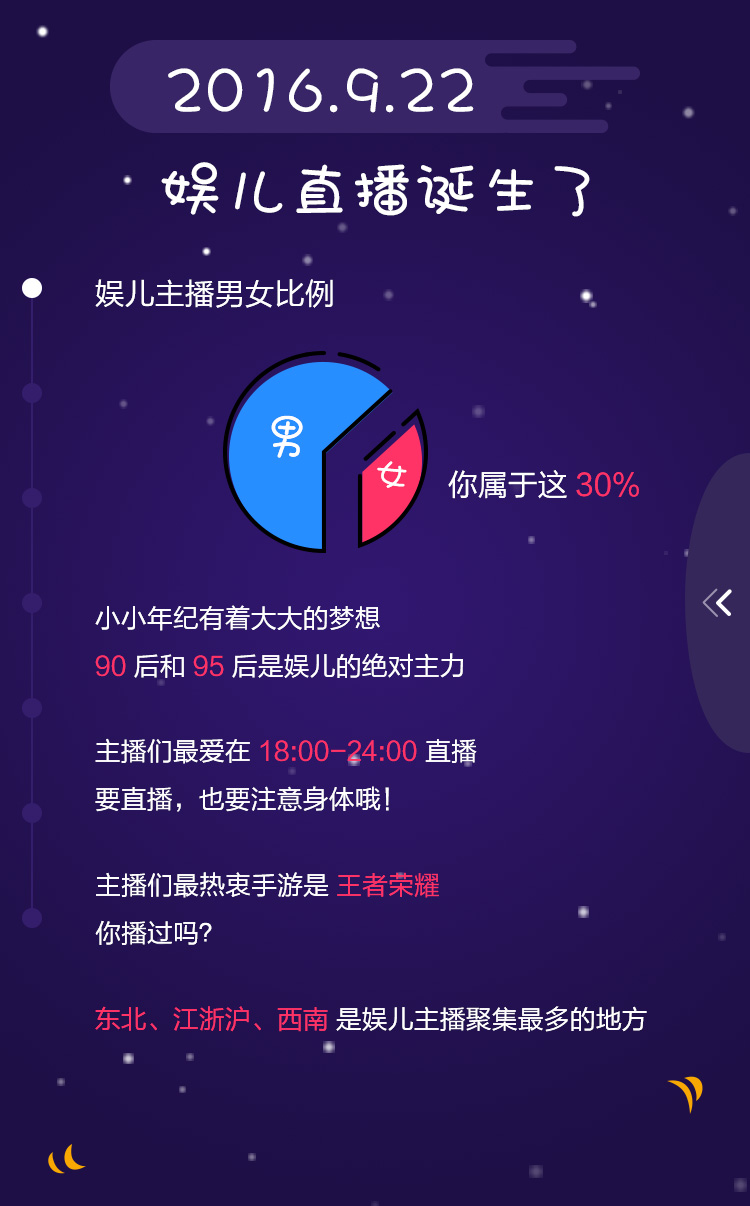 2016.9.22
娱儿直播诞生了
娱儿主播男女比例
男
女
你属于这 30%
小小年纪有着大大的梦想
90 后和 95 后是娱儿的绝对主力
主播们最爱在 18:00-24:00 直播
要直播，也要注意身体哦！
主播们最热衷手游是 王者荣耀
你播过吗？
东北、江浙沪、西南 是娱儿主播聚集最多的地方